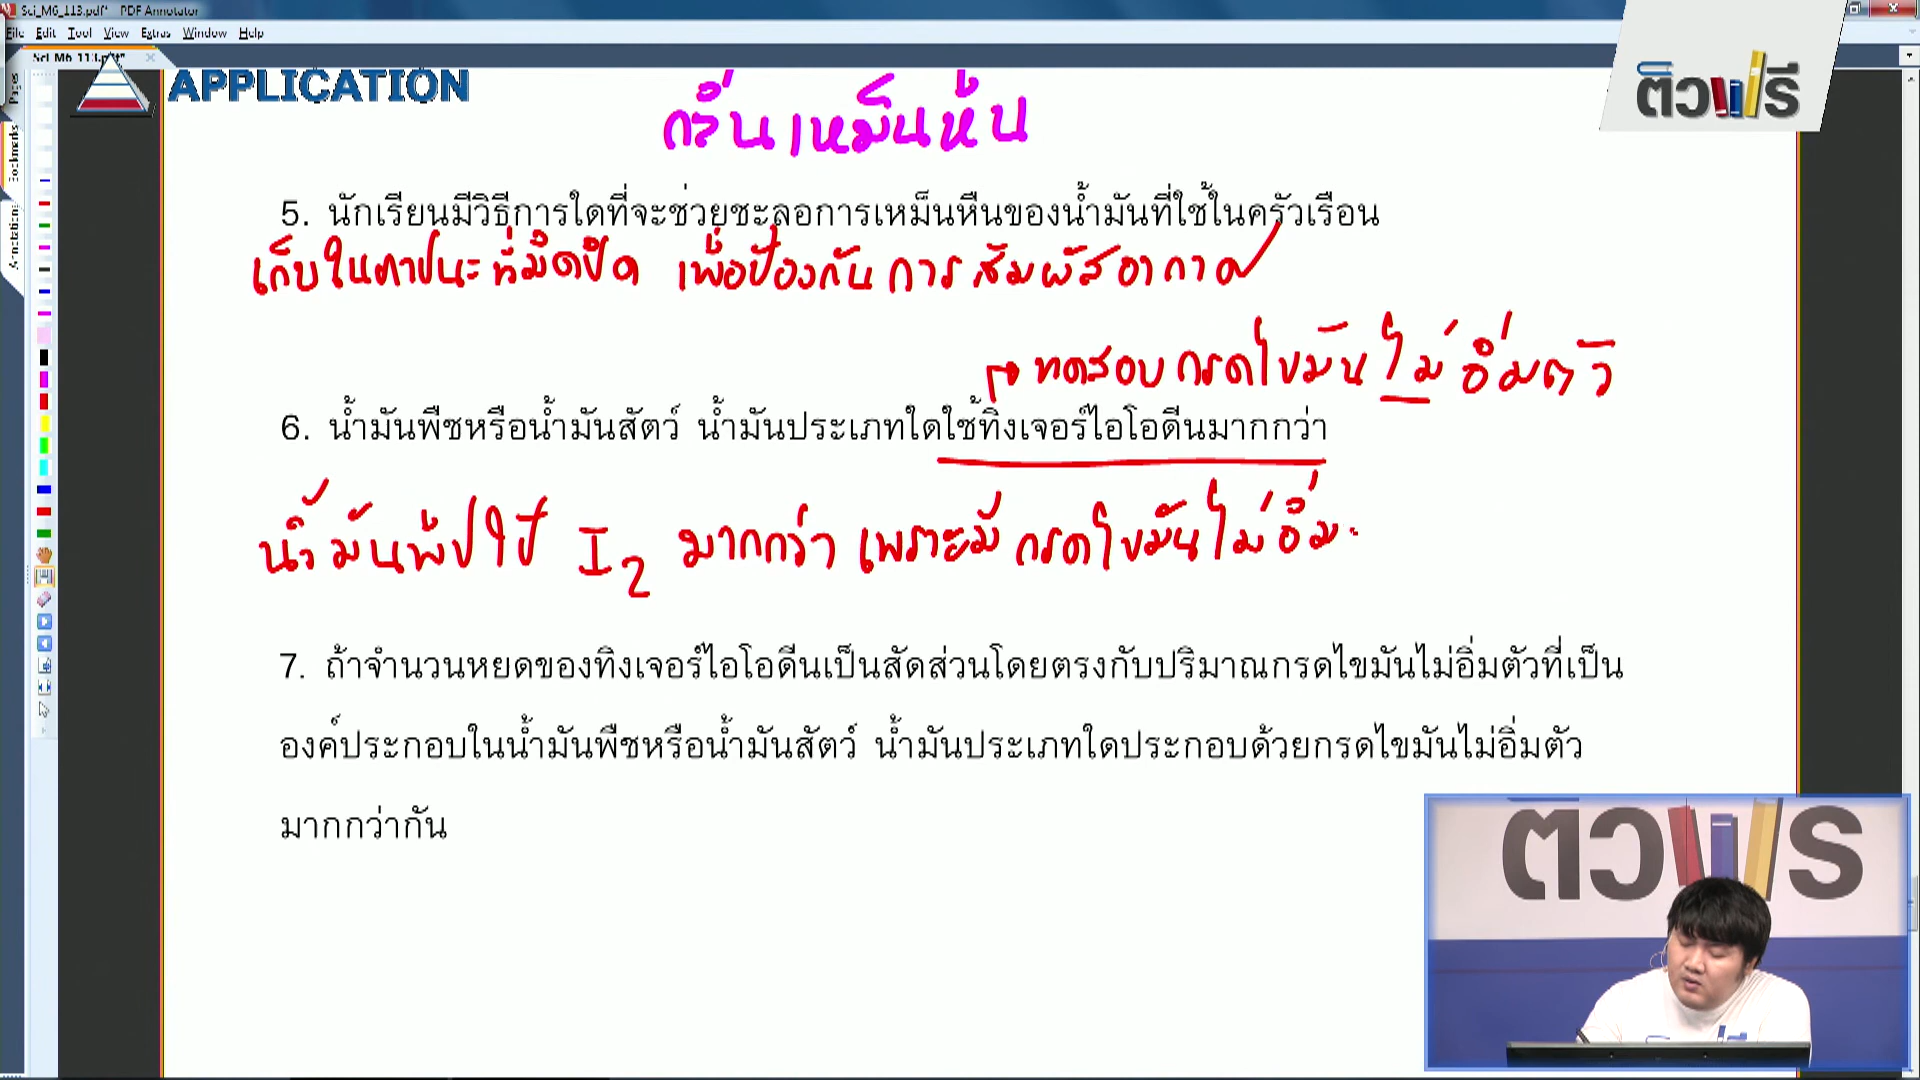 Sci_M6_113.pdf* - PDF Annotator
File Edit Tool View Extras Window Help
Sci_M6_113.pdf*
APPLICATION
ติวฟรี
Pages
Bookmarks
Annotations
กลิ่นเหม็นหืน
5. นักเรียนมีวิธีการใดที่จะช่วยชะลอการเหม็นหืนของน้ำมันที่ใช้ในครัวเรือน
เก็บในภาชนะที่มิดปิด เพื่อป้องกันการสัมผัสอากาศ
ทดสอบกรดไขมันไม่อิ่มตัว
6. น้ำมันพืชหรือน้ำมันสัตว์ น้ำมันประเภทใดใช้ทิงเจอร์ไอโอดีนมากกว่า
น้ำมันพืชใช้ I2 มากกว่า เพราะมีกรดไขมันไม่อิ่ม
7. ถ้าจำนวนหยดของทิงเจอร์ไอโอดีนเป็นสัดส่วนโดยตรงกับปริมาณกรดไขมันไม่อิ่มตัวที่เป็น
องค์ประกอบในน้ำมันพืชหรือน้ำมันสัตว์ น้ำมันประเภทใดประกอบด้วยกรดไขมันไม่อิ่มตัว
มากกว่ากัน
ติวฟรี